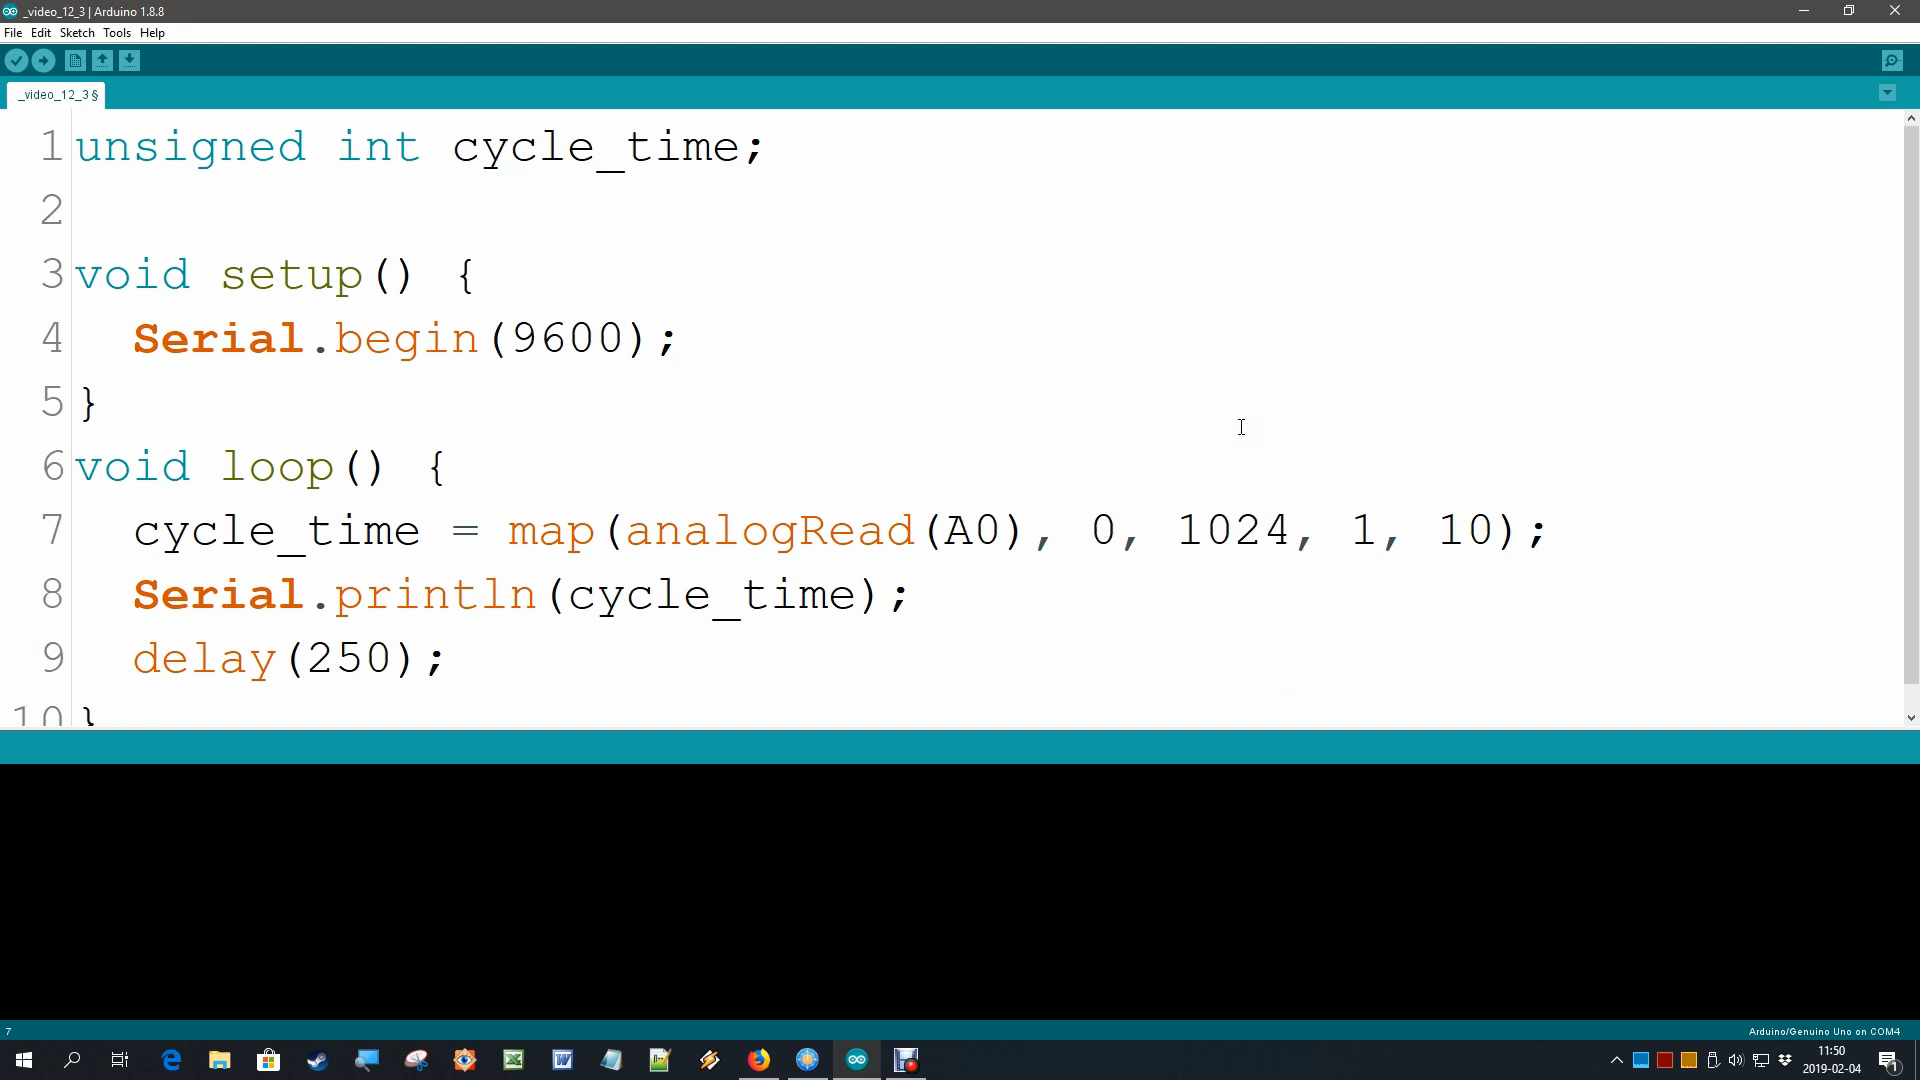 _video_12_3 | Arduino 1.8.8
File Edit Sketch Tools Help
_video_12_3 §
1 unsigned int cycle_time;
2
3 void setup() {
4   Serial.begin(9600);
5 }
6 void loop() {
7   cycle_time = map(analogRead(A0), 0, 1024, 1, 10);
8   Serial.println(cycle_time);
9   delay(250);
10 }
7 Arduino/Genuino Uno on COM4
11:50
2019-02-04
1